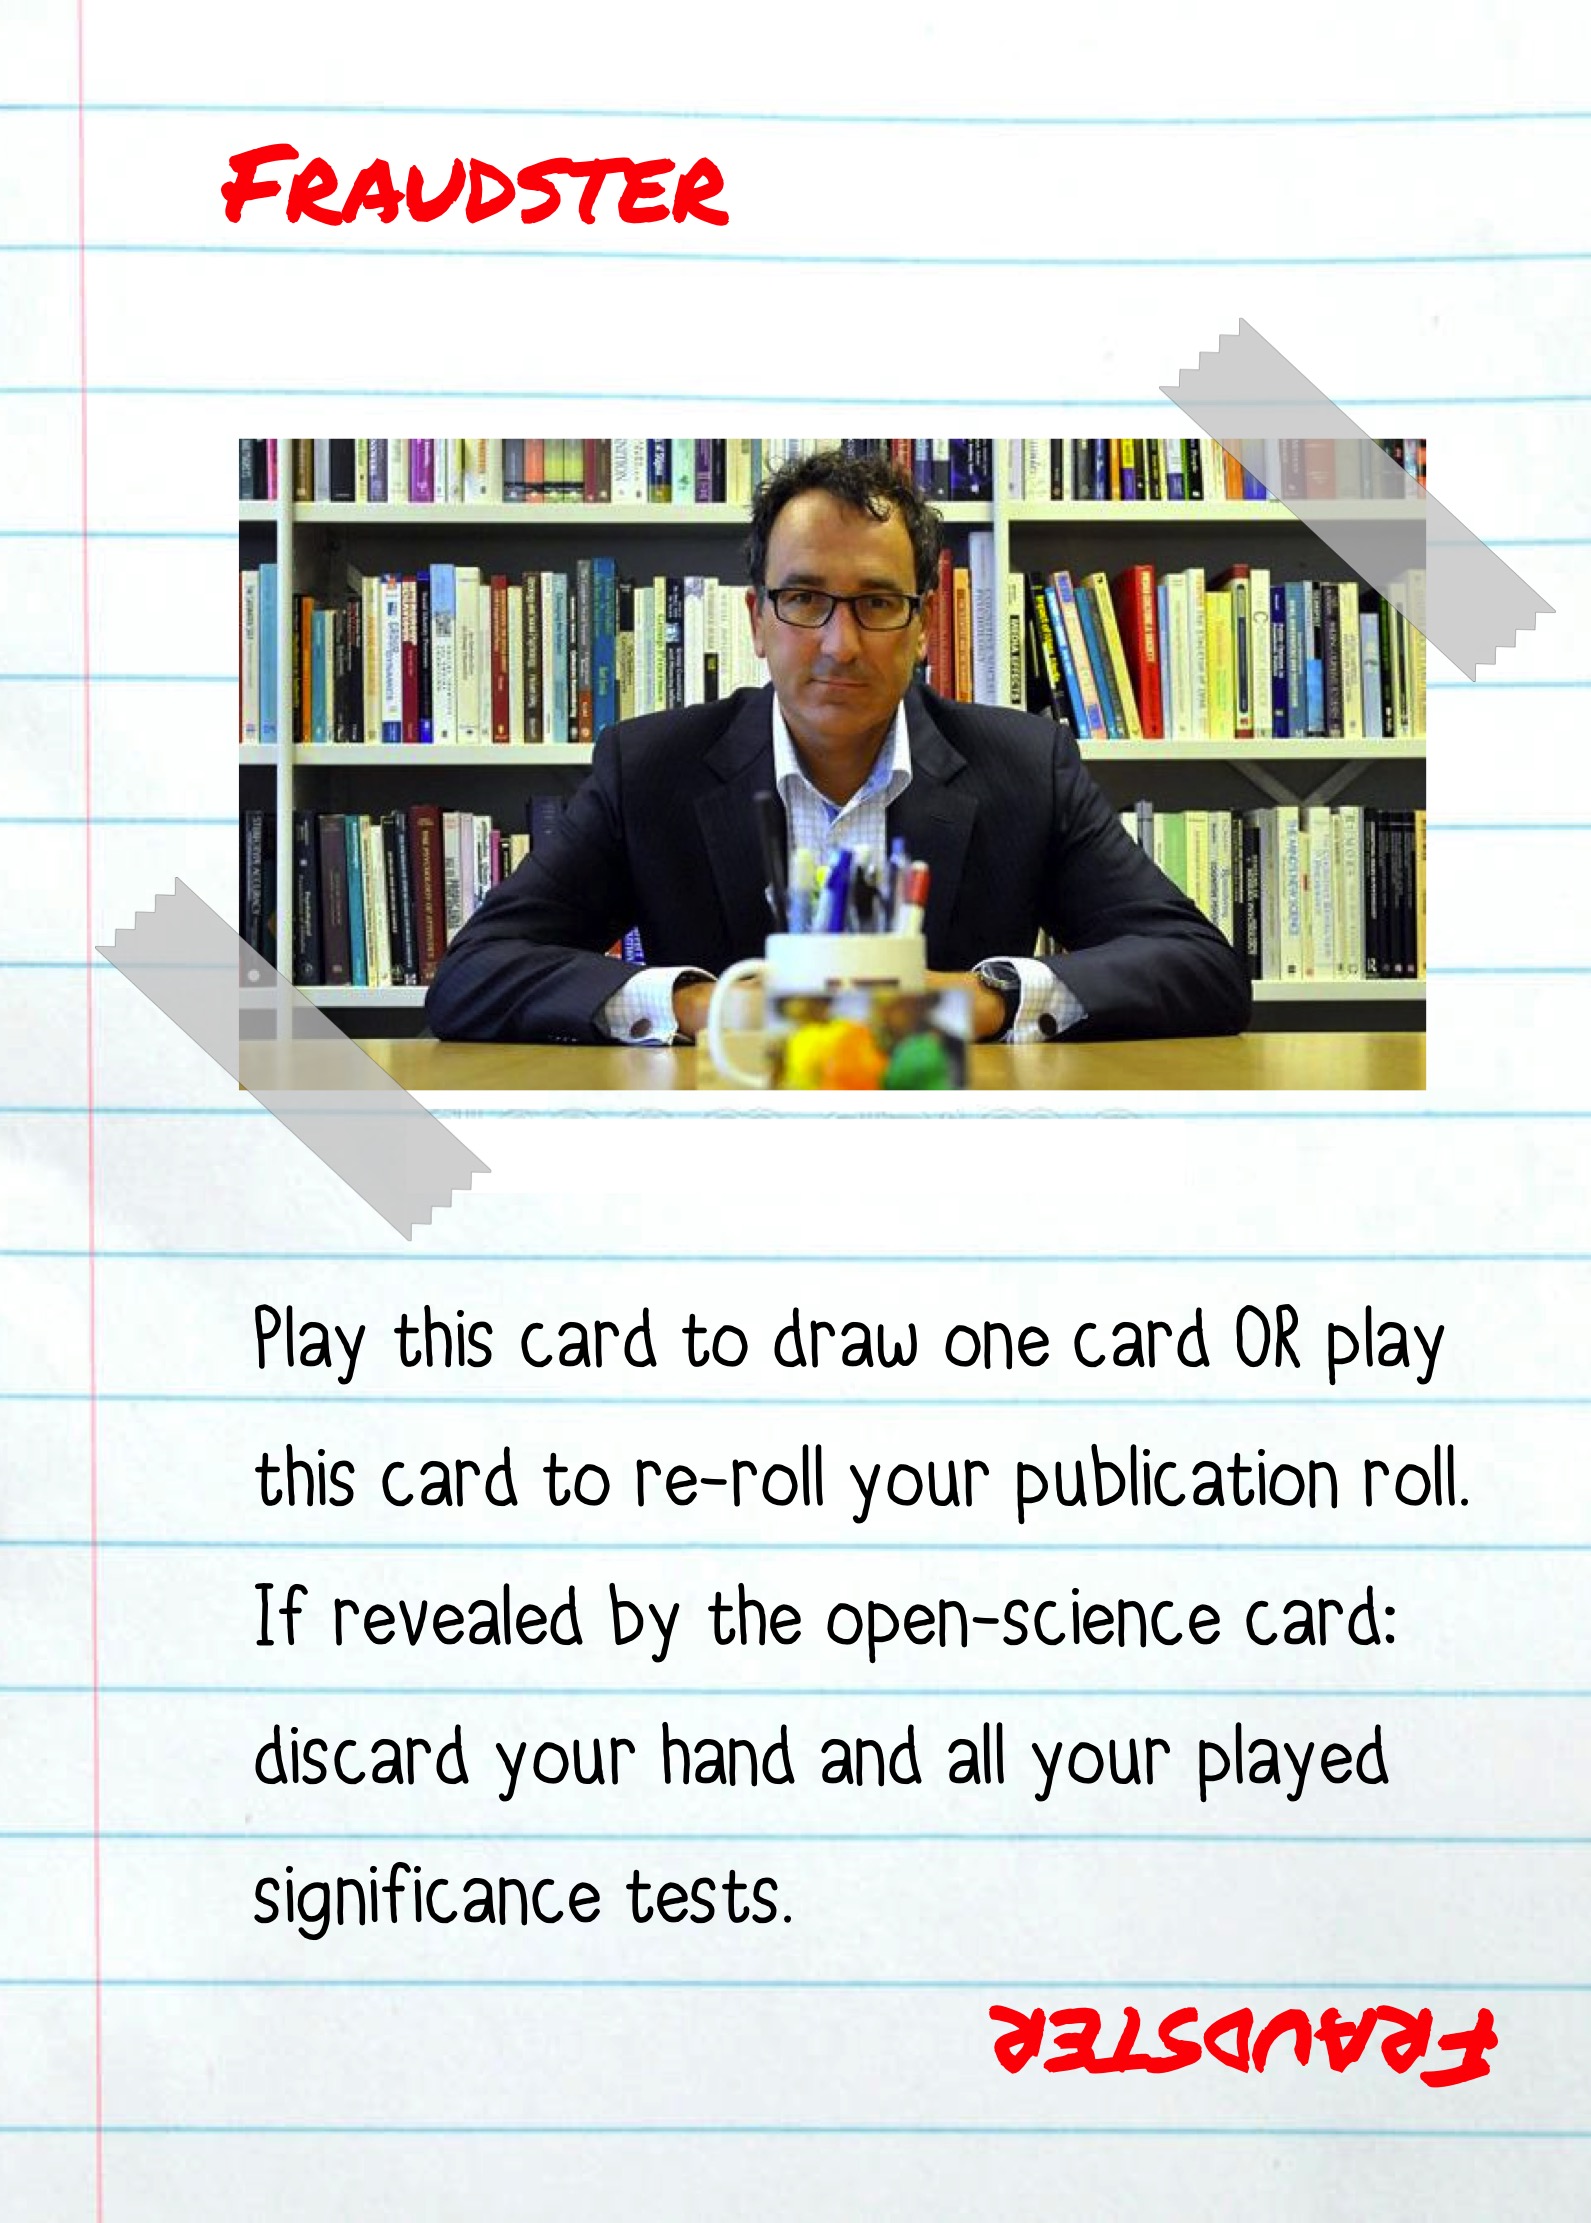 FRAUDSTER
Play this card to draw one card OR play
this card to re-roll your publication roll.
If revealed by the open-science card:
discard your hand and all your played
significance tests.
FRAUDSTER